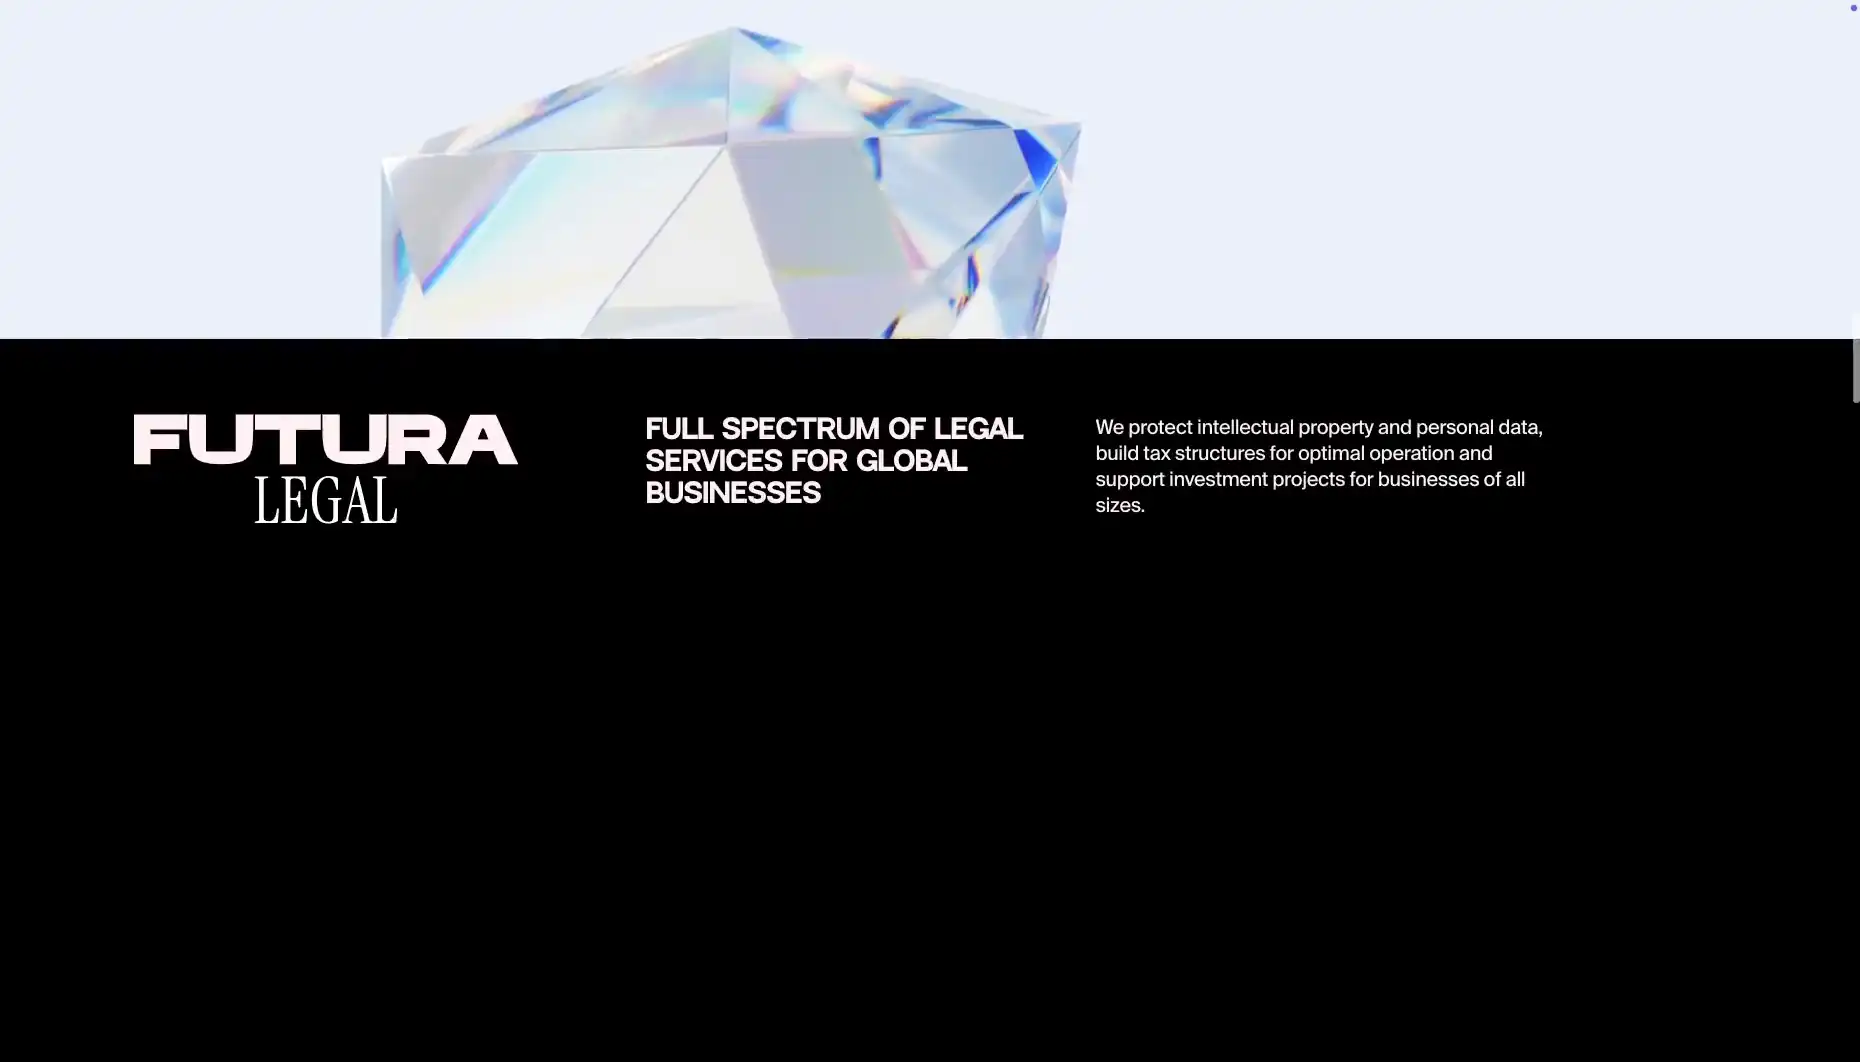 FUTURA
LEGAL
FULL SPECTRUM OF LEGAL
SERVICES FOR GLOBAL
BUSINESSES
We protect intellectual property and personal data,
build tax structures for optimal operation and
support investment projects for businesses of all
sizes.